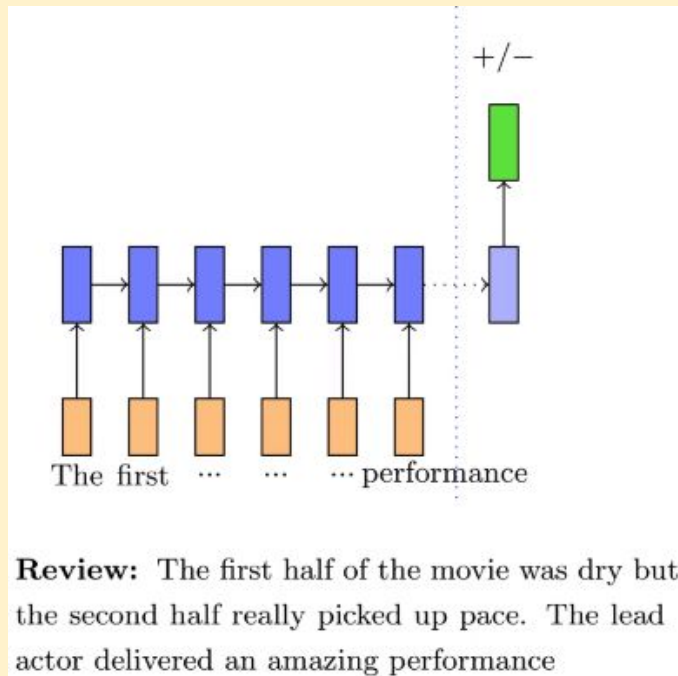 +/−
The first ... ... ... performance
Review: The first half of the movie was dry but
the second half really picked up pace. The lead
actor delivered an amazing performance